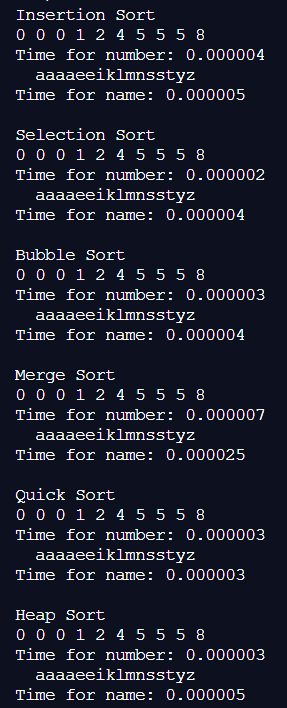 Insertion Sort
0 0 0 1 2 4 5 5 5 8
Time for number: 0.000004
  aaaaeeiklmnsstyz
Time for name: 0.000005

Selection Sort
0 0 0 1 2 4 5 5 5 8
Time for number: 0.000002
  aaaaeeiklmnsstyz
Time for name: 0.000004

Bubble Sort
0 0 0 1 2 4 5 5 5 8
Time for number: 0.000003
  aaaaeeiklmnsstyz
Time for name: 0.000004

Merge Sort
0 0 0 1 2 4 5 5 5 8
Time for number: 0.000007
  aaaaeeiklmnsstyz
Time for name: 0.000025

Quick Sort
0 0 0 1 2 4 5 5 5 8
Time for number: 0.000003
  aaaaeeiklmnsstyz
Time for name: 0.000003

Heap Sort
0 0 0 1 2 4 5 5 5 8
Time for number: 0.000003
  aaaaeeiklmnsstyz
Time for name: 0.000005